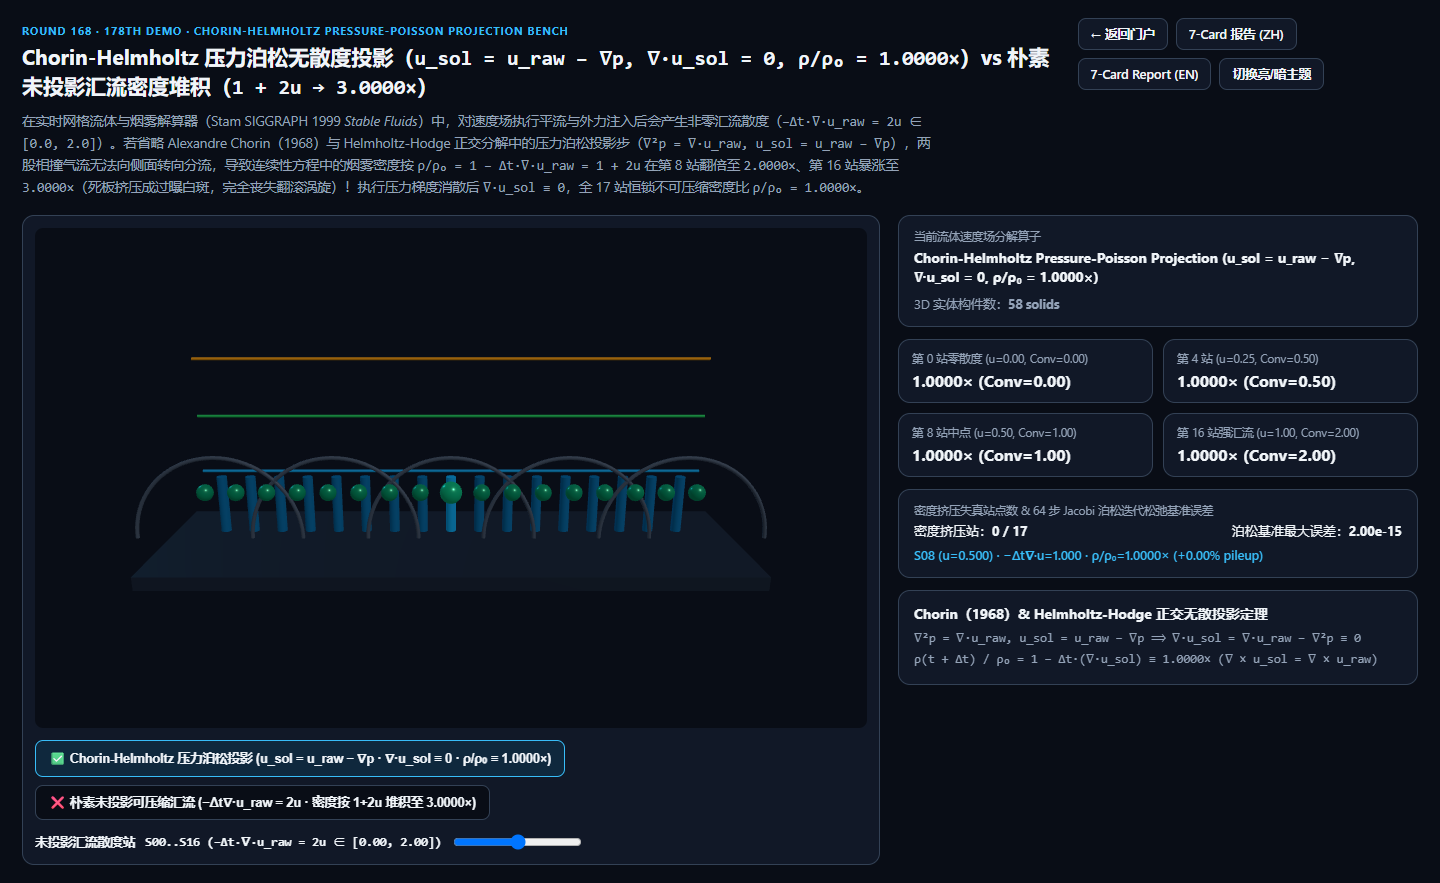 ROUND 168 · 178TH DEMO · CHORIN-HELMHOLTZ PRESSURE-POISSON PROJECTION BENCH
Chorin-Helmholtz 压力泊松无散度投影（u_sol = u_raw − ∇p, ∇·u_sol = 0, ρ/ρ₀ = 1.0000×）vs 朴素
未投影汇流密度堆积（1 + 2u → 3.0000×）
在实时网格流体与烟雾解算器（Stam SIGGRAPH 1999 Stable Fluids）中，对速度场执行平流与外力注入后会产生非零汇流散度（−Δt·∇·u_raw = 2u ∈
[0.0, 2.0]）。若省略 Alexandre Chorin（1968）与 Helmholtz-Hodge 正交分解中的压力泊松投影步（∇²p = ∇·u_raw, u_sol = u_raw − ∇p），两
股相撞气流无法向侧面转向分流，导致连续性方程中的烟雾密度按 ρ/ρ₀ = 1 − Δt·∇·u_raw = 1 + 2u 在第 8 站翻倍至 2.0000×、第 16 站暴涨至
3.0000×（死板挤压成过曝白斑，完全丧失翻滚涡旋）！执行压力梯度消散后 ∇·u_sol ≡ 0，全 17 站恒锁不可压缩密度比 ρ/ρ₀ = 1.0000×。
← 返回门户
7-Card 报告 (ZH)
7-Card Report (EN)
切换亮/暗主题
当前流体速度场分解算子
Chorin-Helmholtz Pressure-Poisson Projection (u_sol = u_raw − ∇p,
∇·u_sol = 0, ρ/ρ₀ = 1.0000×)
3D 实体构件数：58 solids
第 0 站零散度 (u=0.00, Conv=0.00)
1.0000× (Conv=0.00)
第 4 站 (u=0.25, Conv=0.50)
1.0000× (Conv=0.50)
第 8 站中点 (u=0.50, Conv=1.00)
1.0000× (Conv=1.00)
第 16 站强汇流 (u=1.00, Conv=2.00)
1.0000× (Conv=2.00)
密度挤压失真站点数 & 64 步 Jacobi 泊松迭代松弛基准误差
密度挤压站：0 / 17
泊松基准最大误差：2.00e-15
S08 (u=0.500) · −Δt∇·u=1.000 · ρ/ρ₀=1.0000× (+0.00% pileup)
Chorin（1968）& Helmholtz-Hodge 正交无散投影定理
∇²p = ∇·u_raw, u_sol = u_raw − ∇p ⟹ ∇·u_sol = ∇·u_raw − ∇²p ≡ 0
ρ(t + Δt) / ρ₀ = 1 − Δt·(∇·u_sol) ≡ 1.0000× (∇ × u_sol = ∇ × u_raw)
✅ Chorin-Helmholtz 压力泊松投影 (u_sol = u_raw − ∇p · ∇·u_sol ≡ 0 · ρ/ρ₀ ≡ 1.0000×)
❌ 朴素未投影可压缩汇流 (−Δt∇·u_raw = 2u · 密度按 1+2u 堆积至 3.0000×)
未投影汇流散度站 S00..S16 (−Δt·∇·u_raw = 2u ∈ [0.00, 2.00])